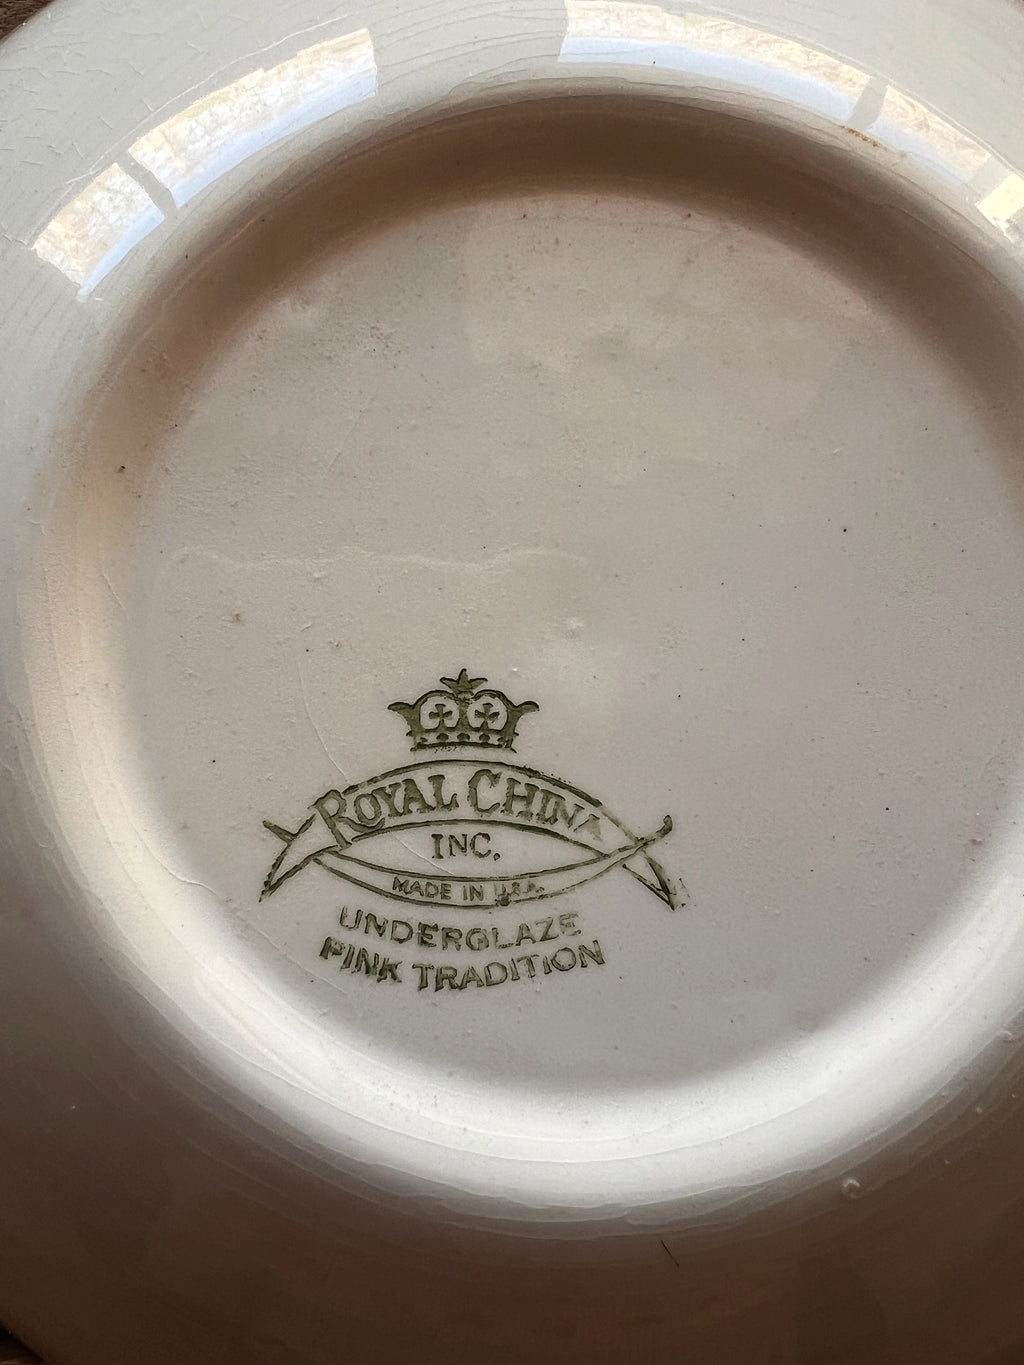 ROYAL CHINA
INC.
MADE IN U.S.A.
UNDERGLAZE
PINK TRADITION